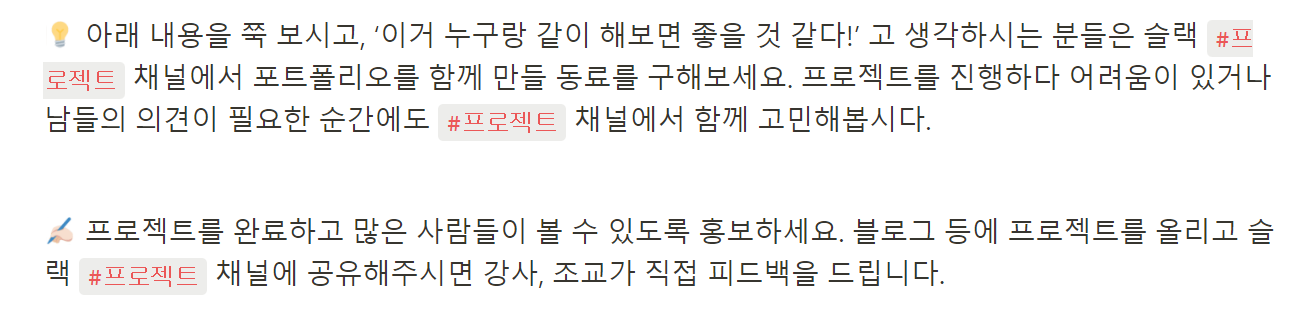 💡 아래 내용을 쭉 보시고, ‘이거 누구랑 같이 해보면 좋을 것 같다!’ 고 생각하시는 분들은 슬랙 #프
로젝트 채널에서 포트폴리오를 함께 만들 동료를 구해보세요. 프로젝트를 진행하다 어려움이 있거나
남들의 의견이 필요한 순간에도 #프로젝트 채널에서 함께 고민해봅시다.
✍🏻 프로젝트를 완료하고 많은 사람들이 볼 수 있도록 홍보하세요. 블로그 등에 프로젝트를 올리고 슬
랙 #프로젝트 채널에 공유해주시면 강사, 조교가 직접 피드백을 드립니다.